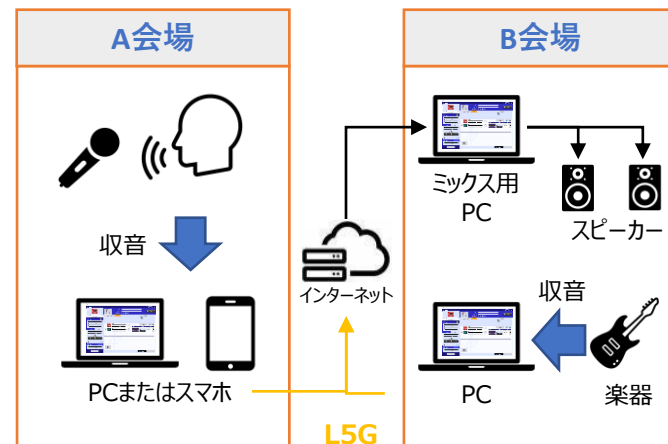 A会場
収音
PCまたはスマホ
インターネット
L5G
B会場
ミックス用
PC
スピーカー
収音
PC
楽器